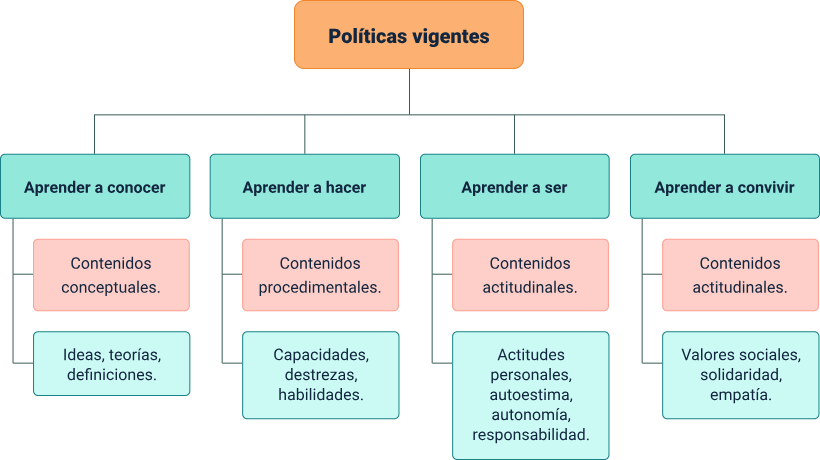 Políticas vigentes
Aprender a conocer
Aprender a hacer
Aprender a ser
Aprender a convivir
Contenidos
conceptuales.
Contenidos
procedimentales.
Contenidos
actitudinales.
Contenidos
actitudinales.
Ideas, teorías,
definiciones.
Capacidades,
destrezas,
habilidades.
Actitudes
personales,
autoestima,
autonomía,
responsabilidad.
Valores sociales,
solidaridad,
empatía.